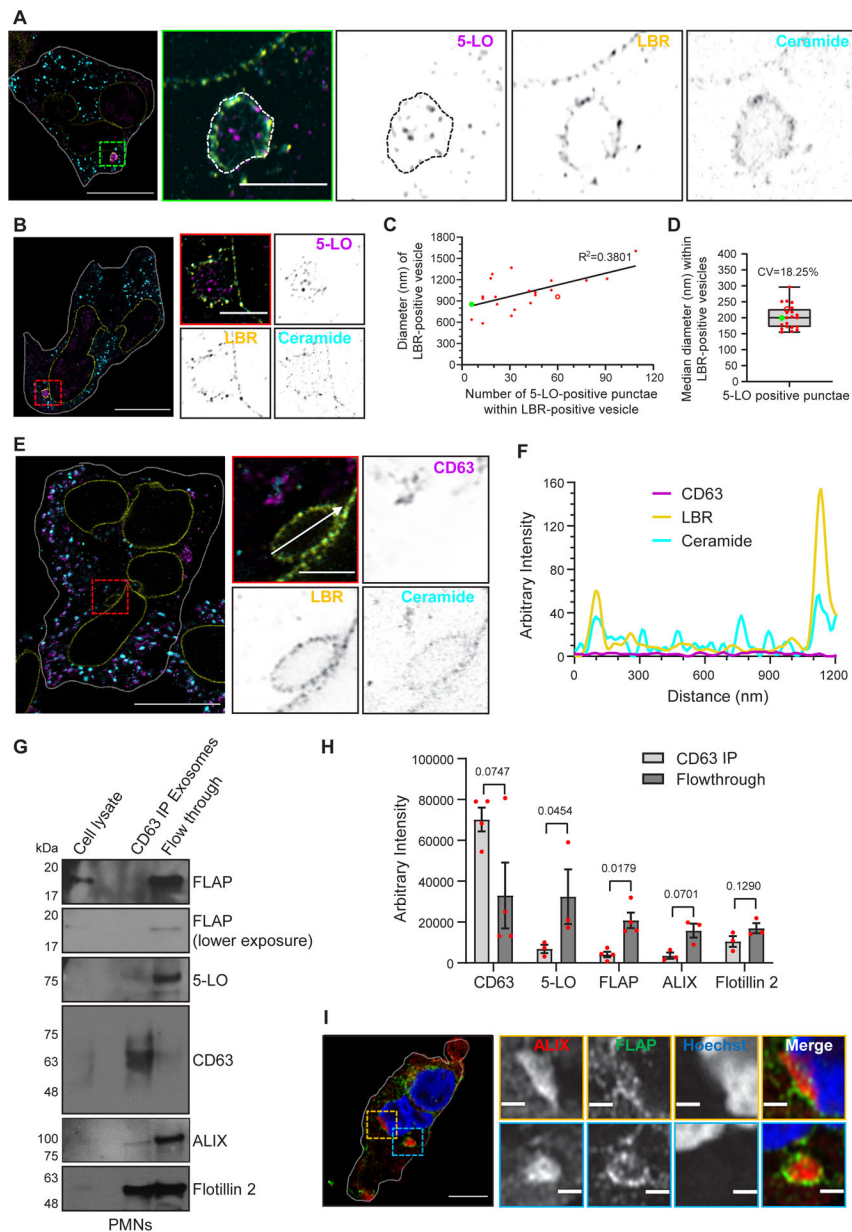 A
5-LO
LBR
Ceramide
B
5-LO
LBR
Ceramide
C
Diameter (nm) of
LBR-positive vesicle
1800
1650
1500
1350
1200
1050
900
750
600
450
300
150
0
R²=0.3801
0
30
60
90
120
Number of 5-LO-positive punctae
within LBR-positive vesicle
D
Median diameter (nm) within
LBR-positive vesicles
400
350
300
250
200
150
100
50
0
CV=18.25%
5-LO positive punctae
E
CD63
LBR
Ceramide
F
Arbitrary Intensity
160
120
80
40
0
CD63
LBR
Ceramide
0
300
600
900
1200
Distance (nm)
G
Cell lysate
CD63 IP Exosomes
Flow through
kDa
20
17
FLAP
20
17
FLAP
(lower exposure)
75
5-LO
75
63
48
CD63
100
75
ALIX
63
48
Flotillin 2
PMNs
H
Arbitrary Intensity
100000
80000
60000
40000
20000
0
CD63 IP
Flowthrough
0.0747
0.0454
0.0179
0.0701
0.1290
CD63
5-LO
FLAP
ALIX
Flotillin 2
I
ALIX
FLAP
Hoechst
Merge